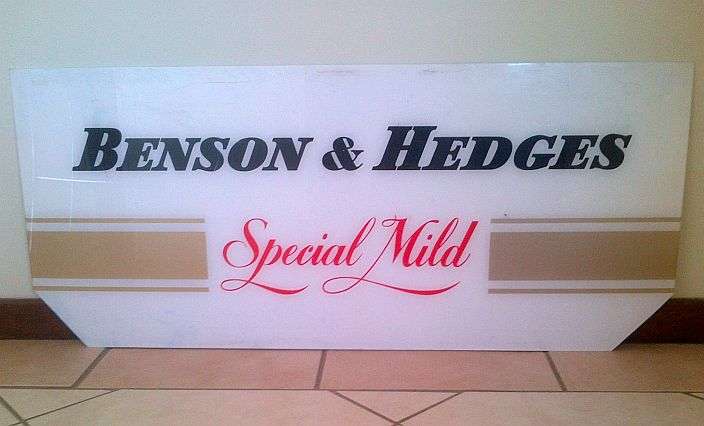 BENSON & HEDGES
Special Mild